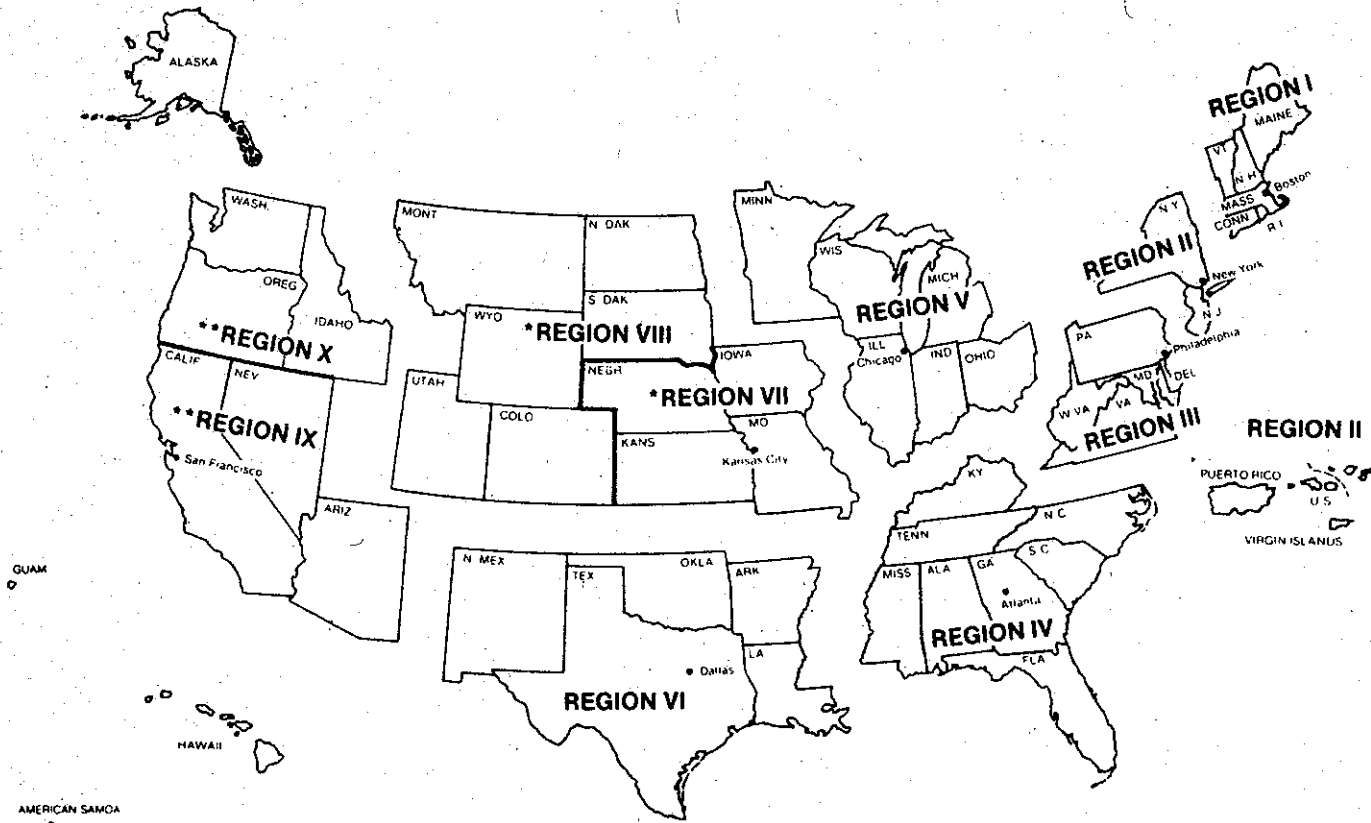 ALASKA
REGION I
MAINE
VT
N H
Boston
MASS
CONN
R I
WASH.
MONT
N DAK
MINN
WIS
MICH
N Y
REGION II
New York
N J
OREG
IDAHO
**REGION X
WYO
S DAK
*REGION VIII
REGION V
ILL
Chicago
IND
OHIO
PA
Philadelphia
MD
DEL
W VA
VA
REGION III
CALIF
NEV
**REGION IX
San Francisco
UTAH
COLO
NEBR
IOWA
*REGION VII
KANS
MO
Kansas City
KY
REGION II
PUERTO RICO
U S
VIRGIN ISLANDS
ARIZ
N MEX
TEX
OKLA
ARK
TENN
N C
S C
MISS
ALA
GA
Atlanta
REGION IV
FLA
LA
Dallas
REGION VI
GUAM
HAWAII
AMERICAN SAMOA